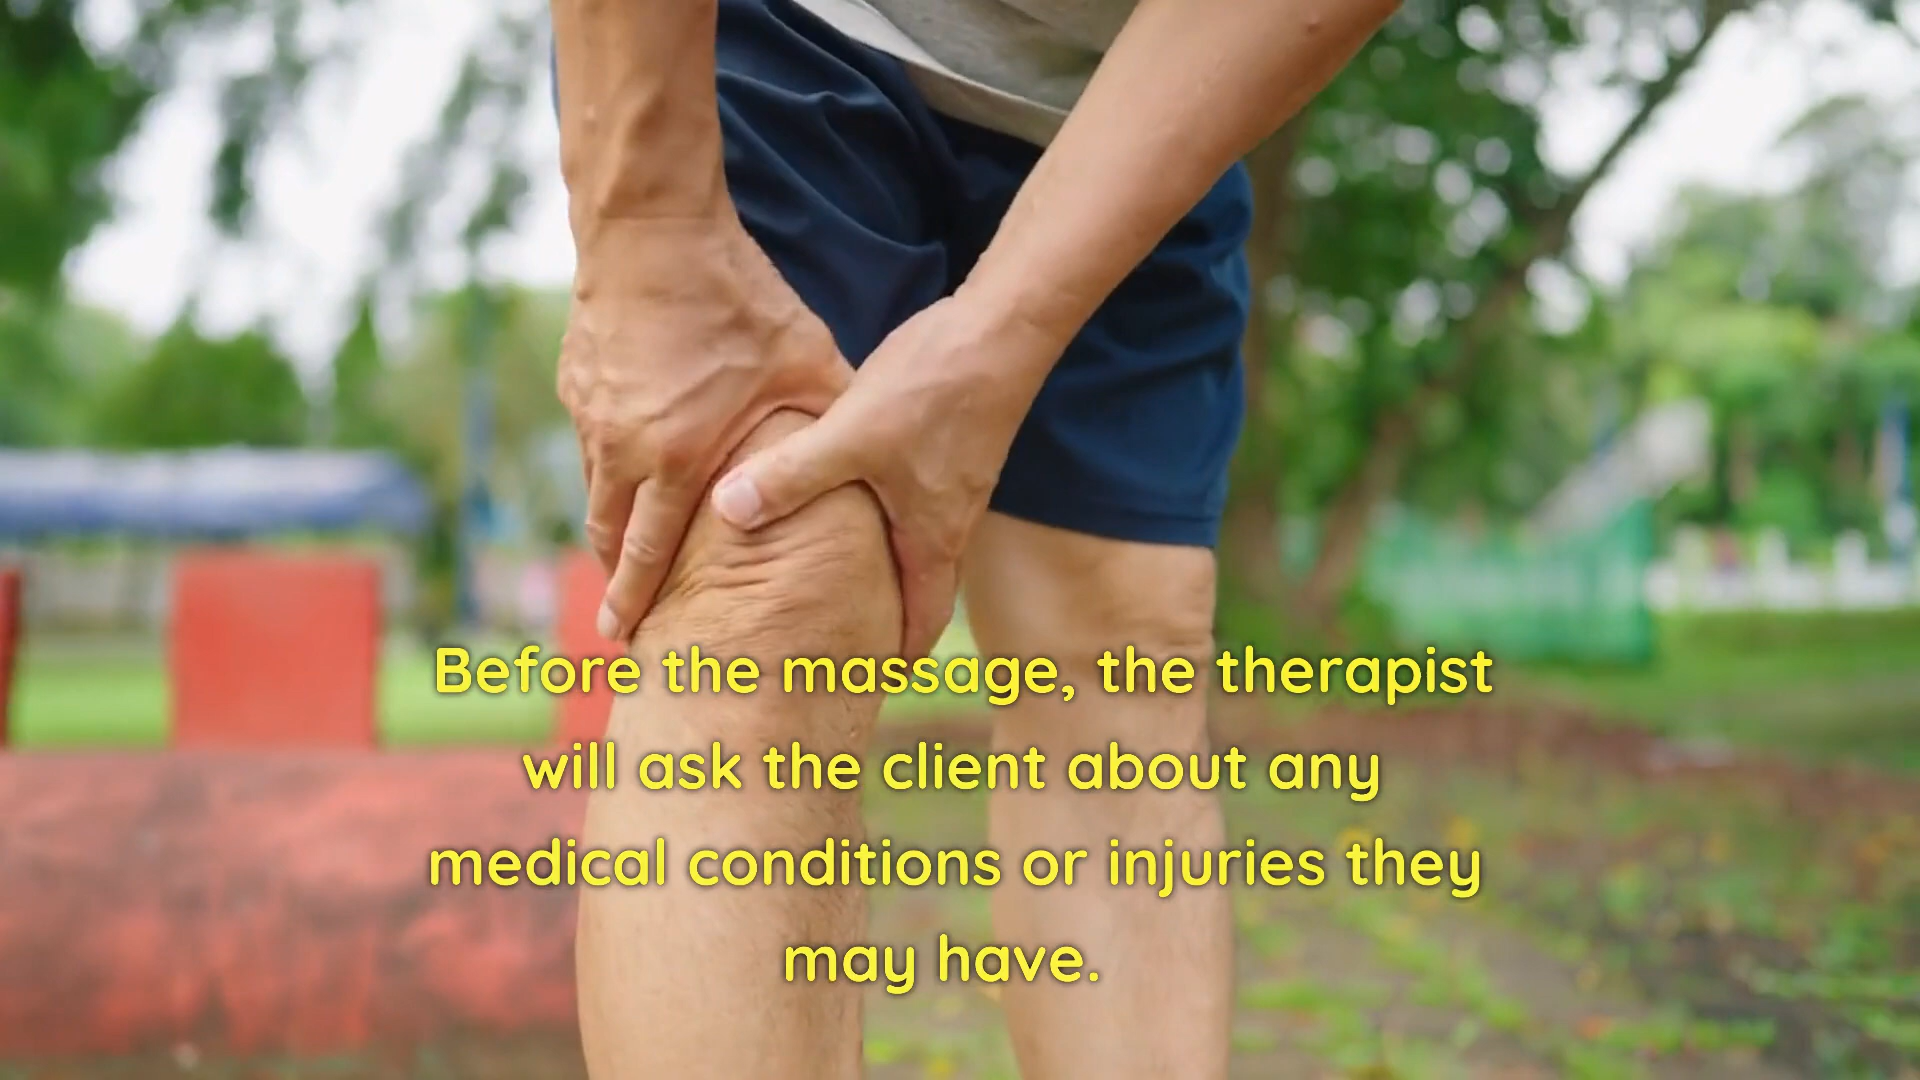 Before the massage, the therapist
will ask the client about any
medical conditions or injuries they
may have.